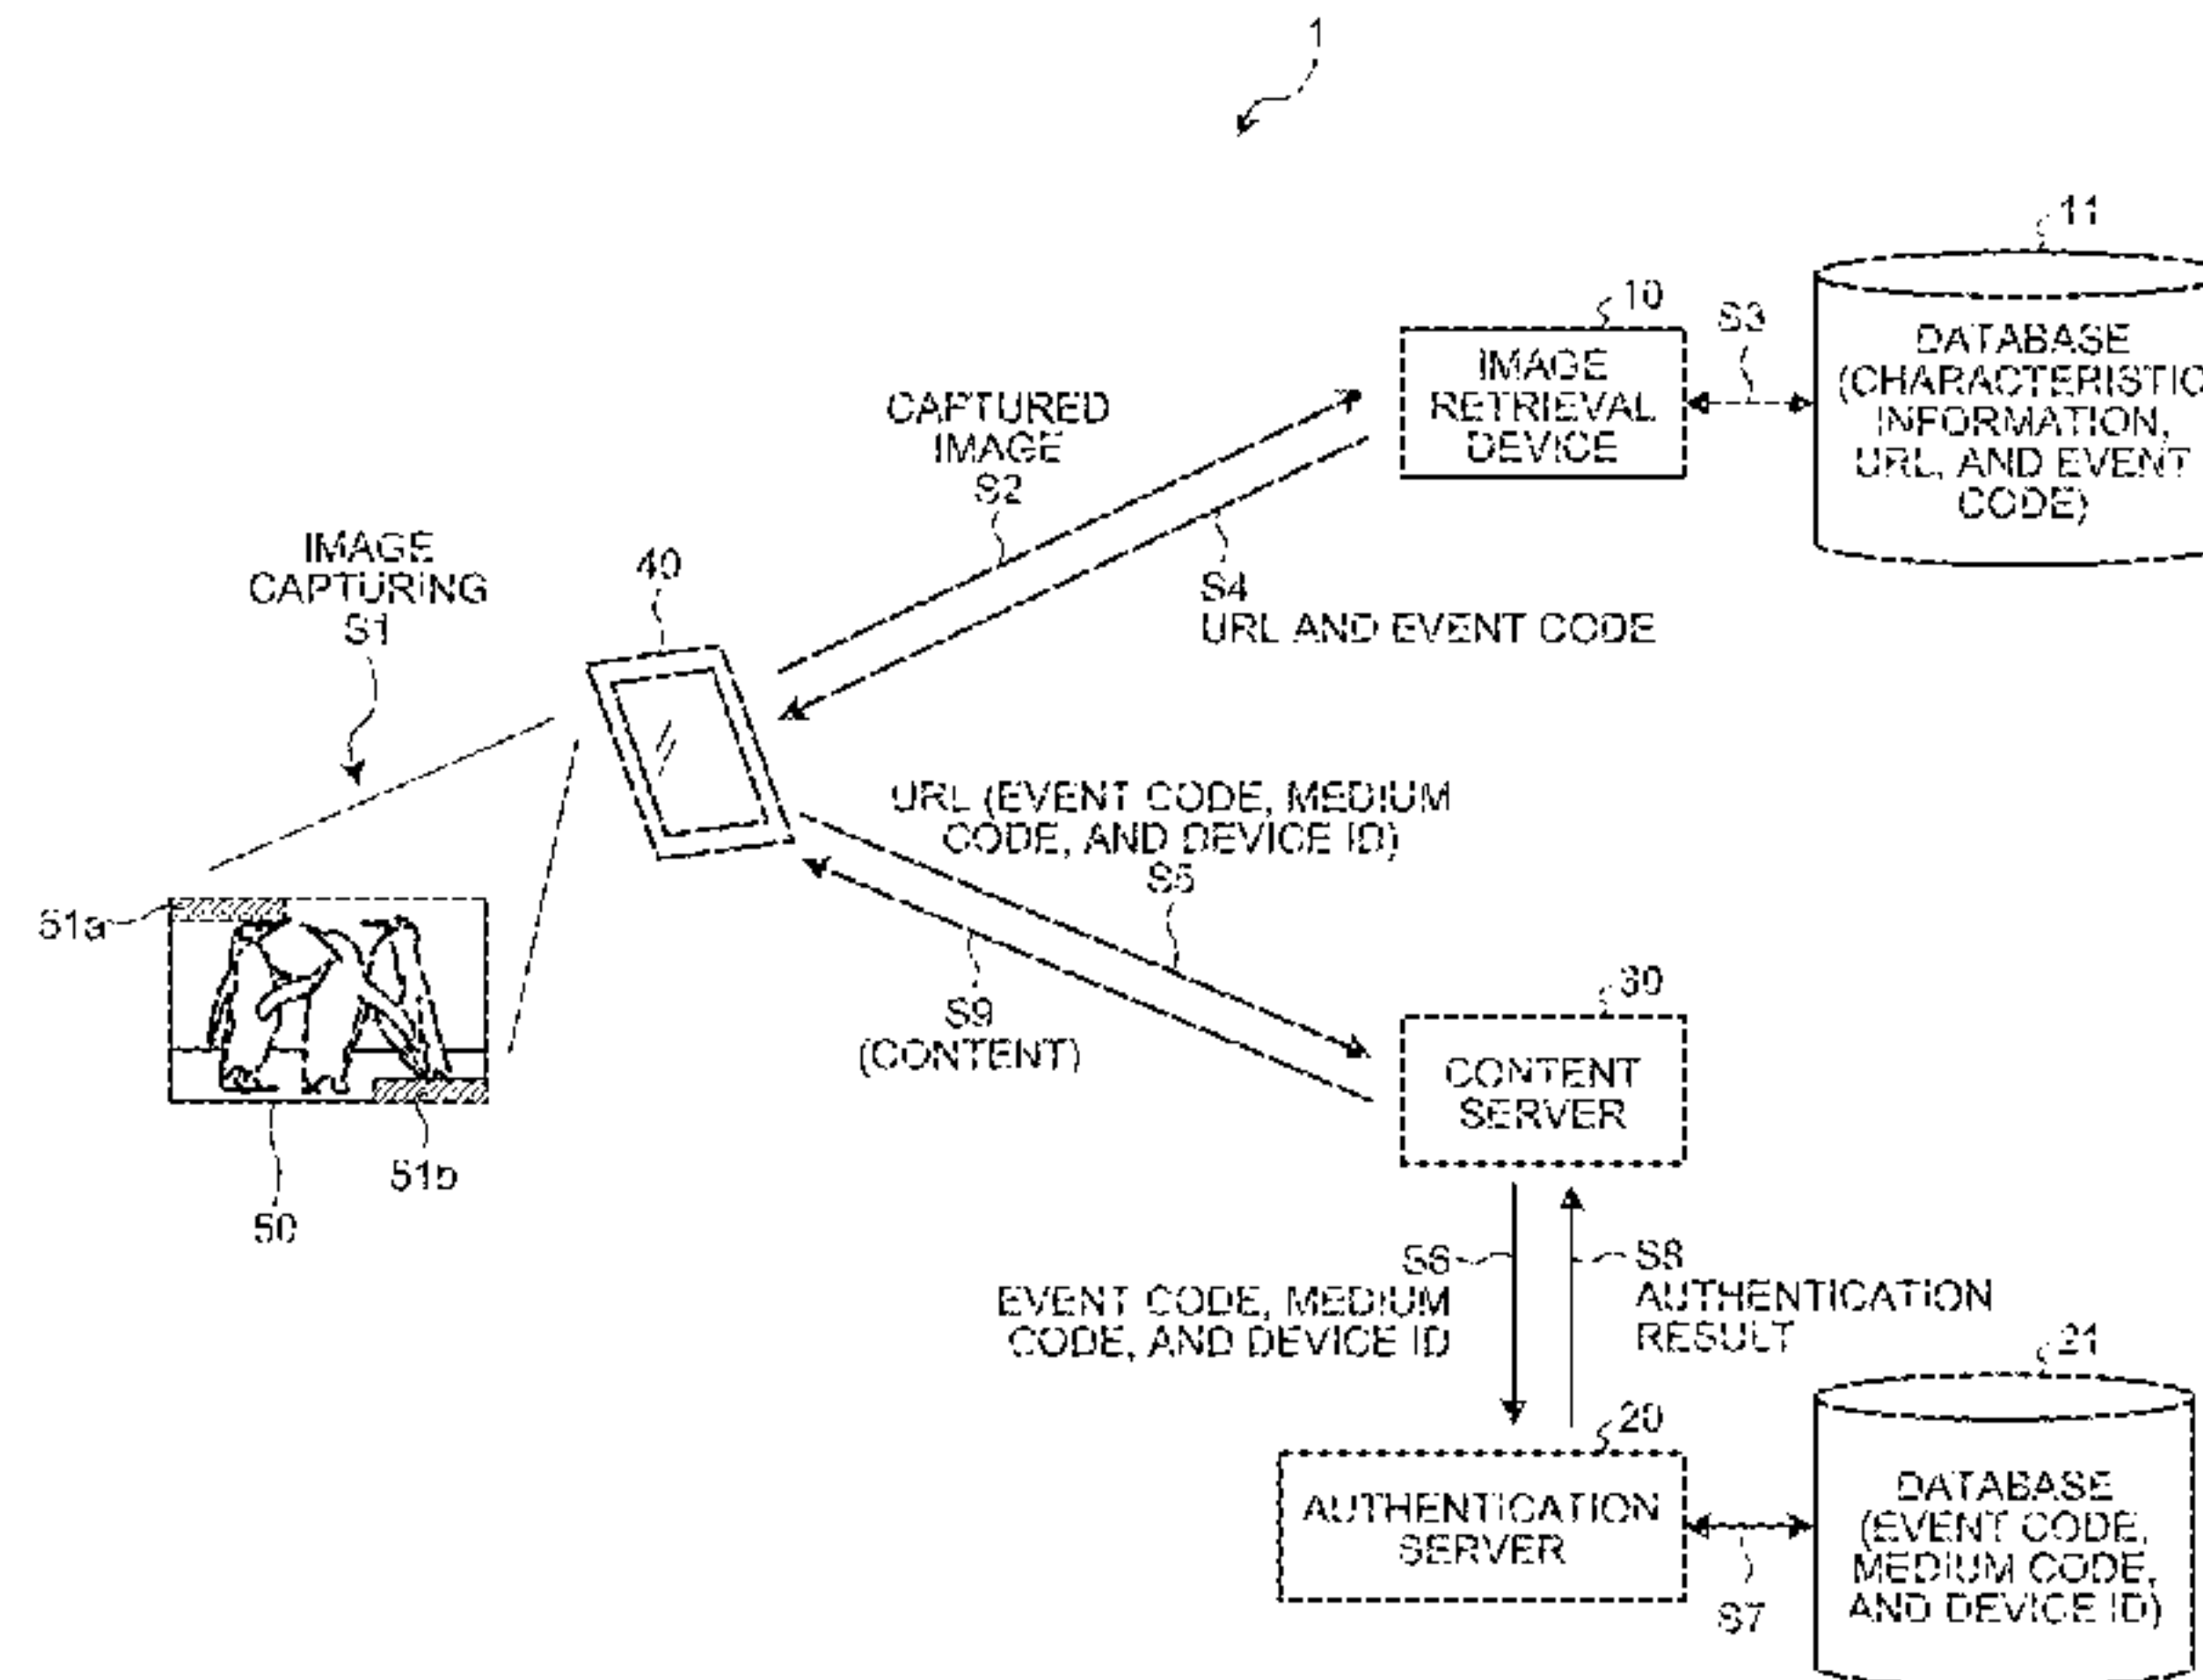 1
11
DATABASE
(CHARACTERISTIC
INFORMATION,
URL, AND EVENT
CODE)
10
IMAGE
RETRIEVAL
DEVICE
S3
CAPTURED
IMAGE
S2
S4
URL AND EVENT CODE
IMAGE
CAPTURING
S1
40
URL (EVENT CODE, MEDIUM
CODE, AND DEVICE ID)
S5
S9
(CONTENT)
51a
51b
50
30
CONTENT
SERVER
S6
EVENT CODE, MEDIUM
CODE, AND DEVICE ID
S8
AUTHENTICATION
RESULT
20
AUTHENTICATION
SERVER
21
DATABASE
(EVENT CODE,
MEDIUM CODE,
AND DEVICE ID)
S7